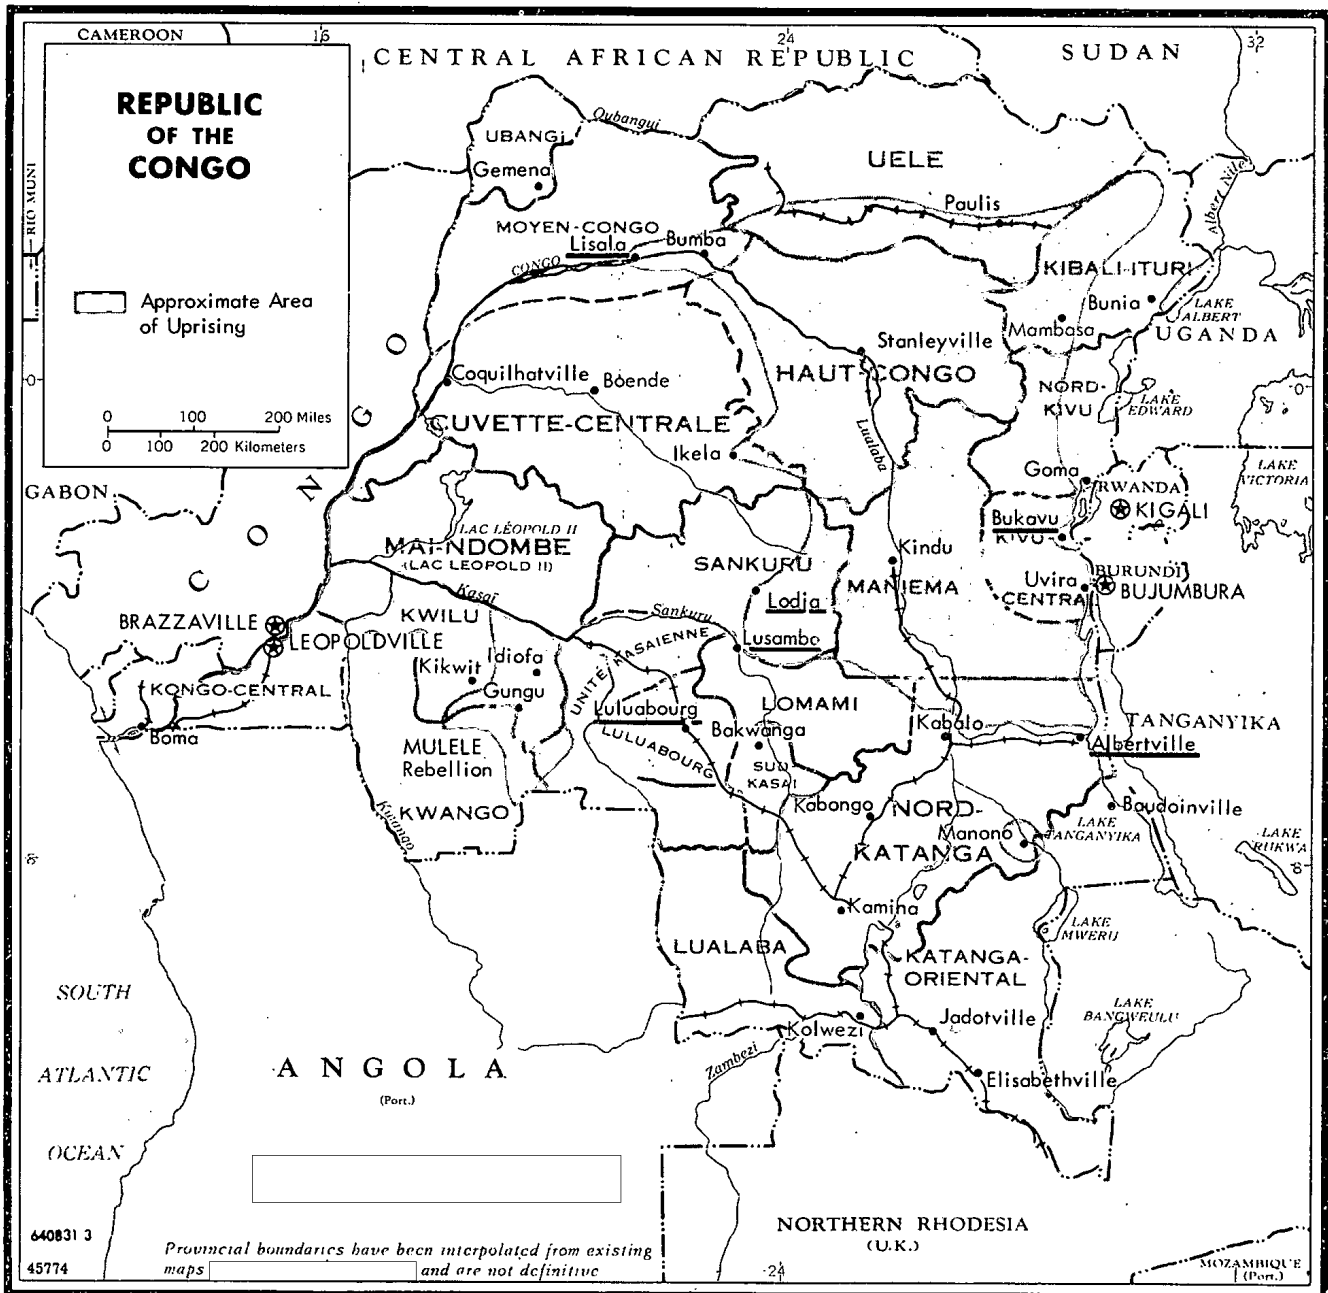 CAMEROON
16
24
32
CENTRAL AFRICAN REPUBLIC
SUDAN
REPUBLIC
OF THE
CONGO
Approximate Area
of Uprising
0 100 200 Miles
0 100 200 Kilometers
RIO MUNI
0
0
8
8
GABON
CONGO
UBANGI
Gemena
Oubangui
UELE
Paulis
Albert Nile
MOYEN-CONGO
Lisala
Bumba
CONGO
KIBALI-ITURI
Bunia
Mambasa
LAKE
ALBERT
UGANDA
Stanleyville
HAUT-CONGO
Coquilhatville
Boende
CUVETTE-CENTRALE
Ikela
Lualaba
NORD-
KIVU
LAKE
EDWARD
Goma
RWANDA
KIGALI
LAKE
VICTORIA
Bukavu
KIVU-
CENTRAL
Uvira
BURUNDI
BUJUMBURA
LAC LÉOPOLD II
MAI-NDOMBE
(LAC LEOPOLD II)
SANKURU
Kindu
MANIEMA
Lodja
Kasai
Sankuru
Lusambo
BRAZZAVILLE
LEOPOLDVILLE
KWILU
Kikwit
Idiofa
Gungu
UNITÉ KASAIENNE
KONGO-CENTRAL
Boma
Luluabourg
LULUABOURG
LOMAMI
Bakwanga
SUD
KASAI
Kabalo
TANGANYIKA
Albertville
MULELE
Rebellion
KWANGO
Kwango
Kabongo
NORD-
KATANGA
Manono
Baudoinville
LAKE
TANGANYIKA
LAKE
RUKWA
Kamina
LUALABA
KATANGA-
ORIENTAL
LAKE
MWERU
LAKE
BANGWEULU
Kolwezi
Jadotville
Elisabethville
Zambezi
SOUTH
ATLANTIC
OCEAN
ANGOLA
(Port.)
NORTHERN RHODESIA
(U.K.)
640831 3
45774
Provincial boundaries have been interpolated from existing
maps and are not definitive
24
MOZAMBIQUE
(Port.)